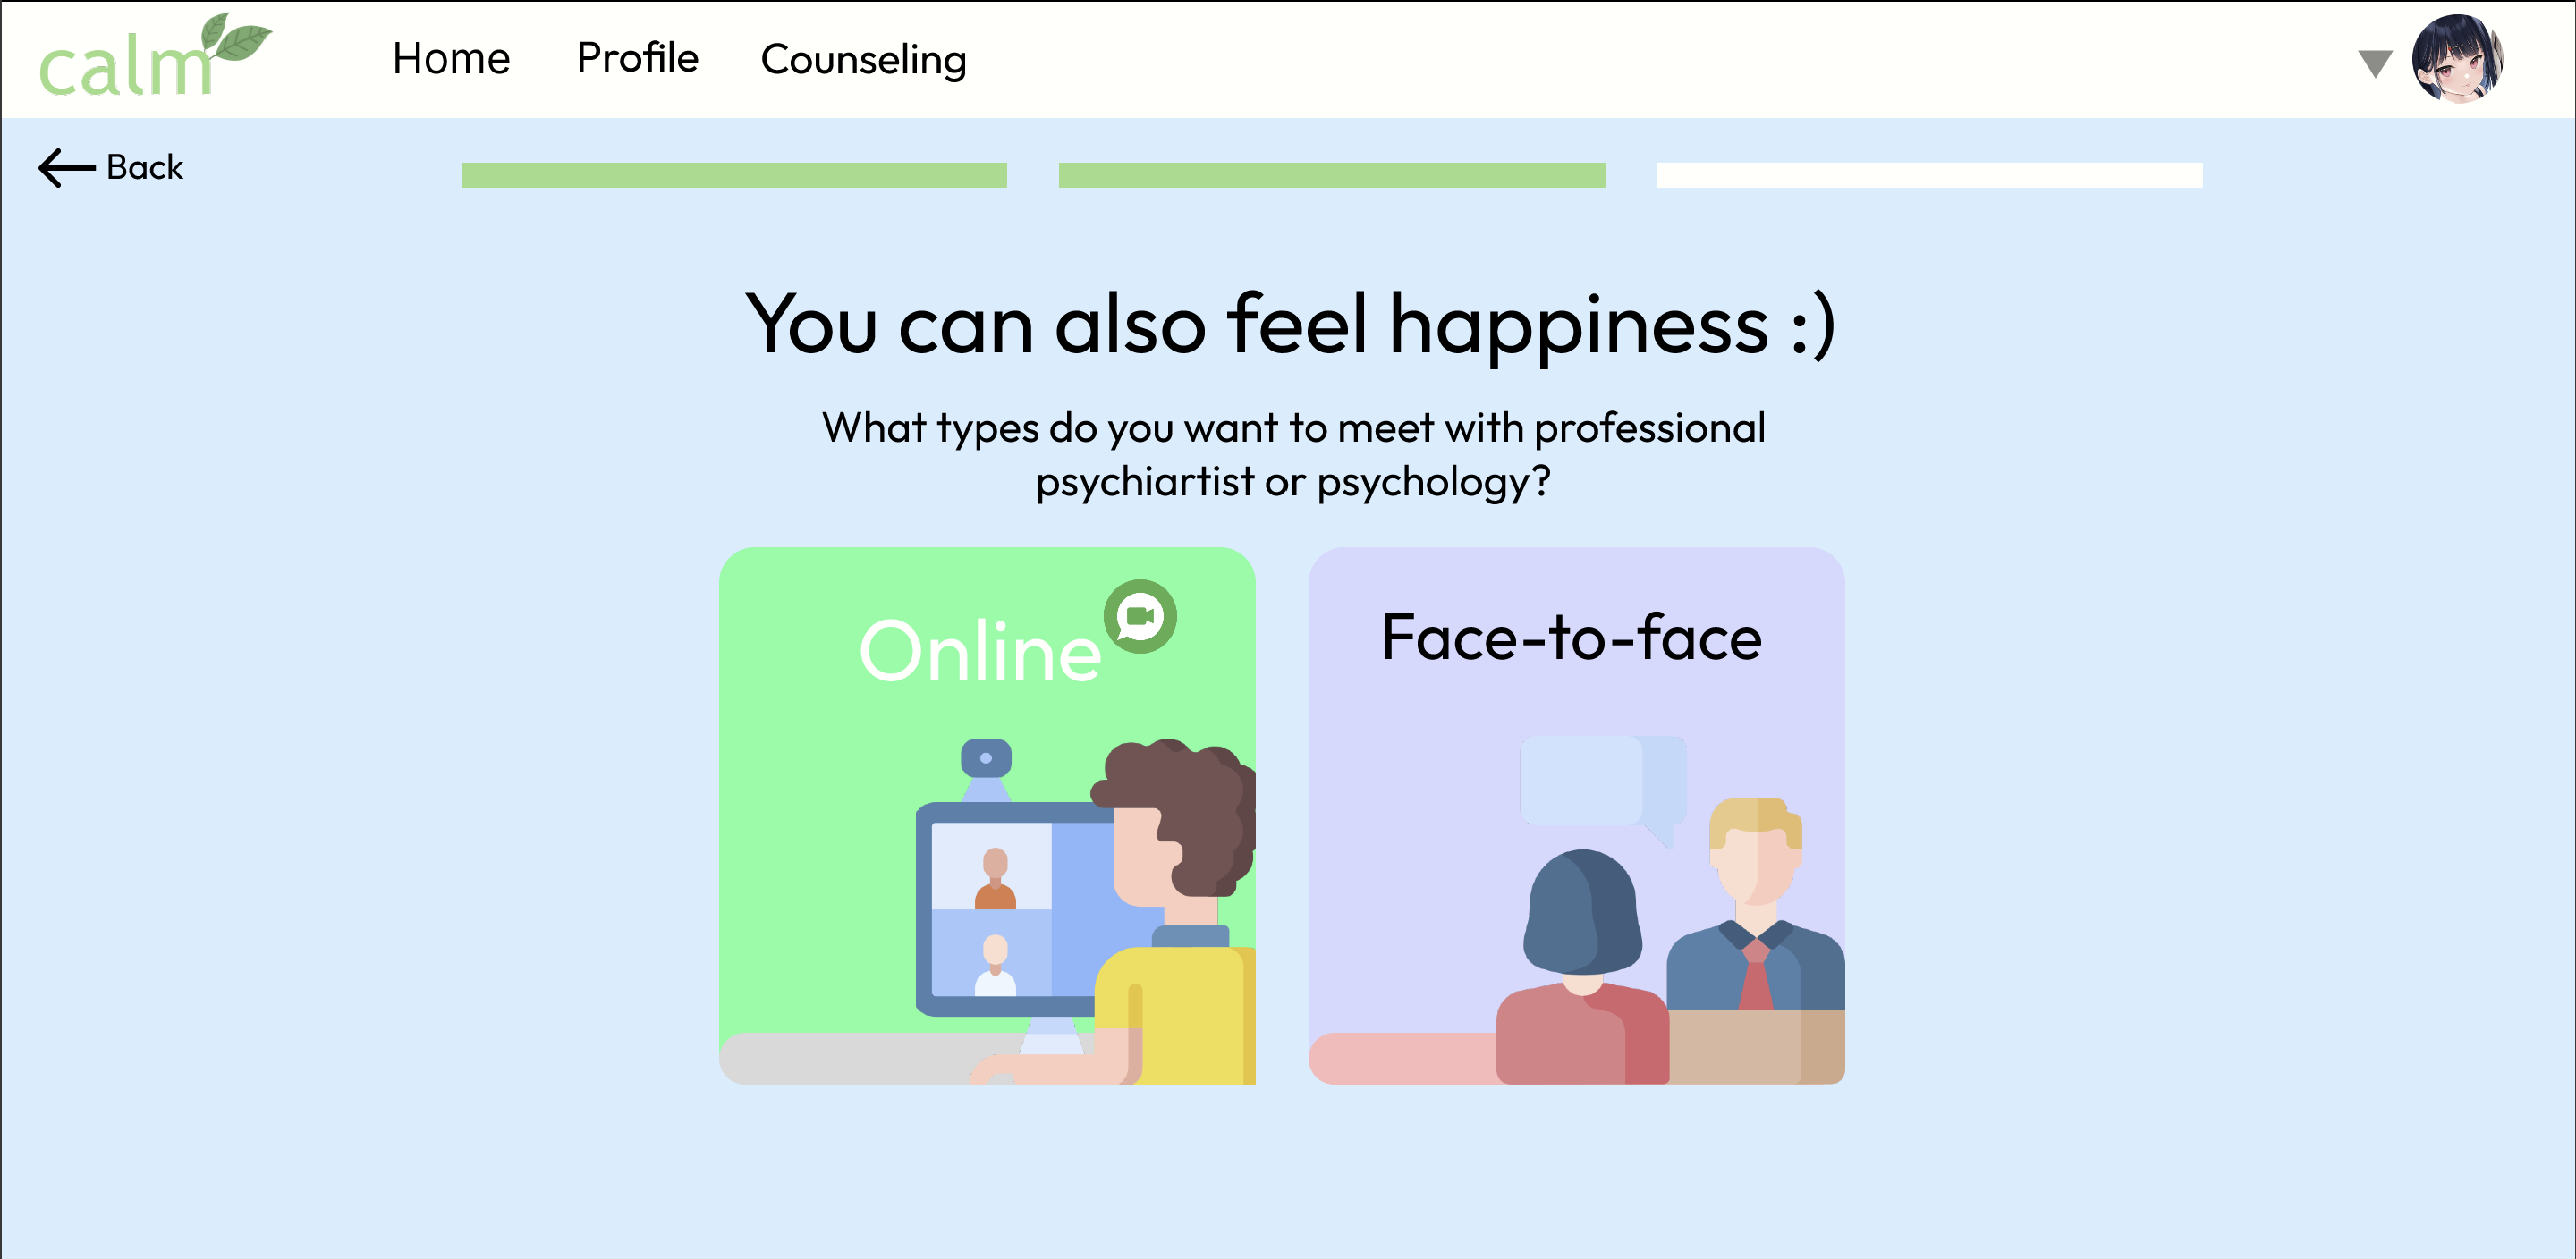 calm
Home
Profile
Counseling
Back
You can also feel happiness :)
What types do you want to meet with professional
psychiartist or psychology?
Online
Face-to-face